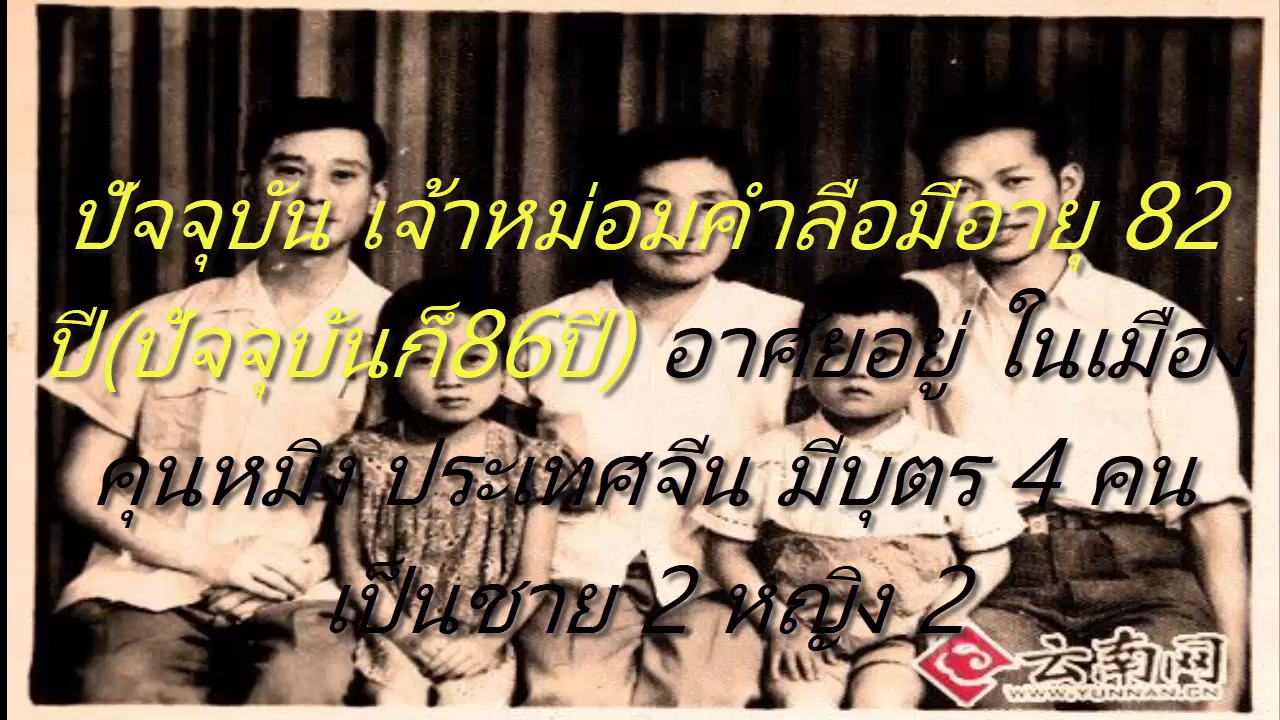 ปัจจุบัน เจ้าหม่อมคำลือมีอายุ 82
ปี(ปัจจุบันก็86ปี) อาศัยอยู่ ในเมือง
คุนหมิง ประเทศจีน มีบุตร 4 คน
เป็นชาย 2 หญิง 2
云南网
WWW.YUNNAN.CN